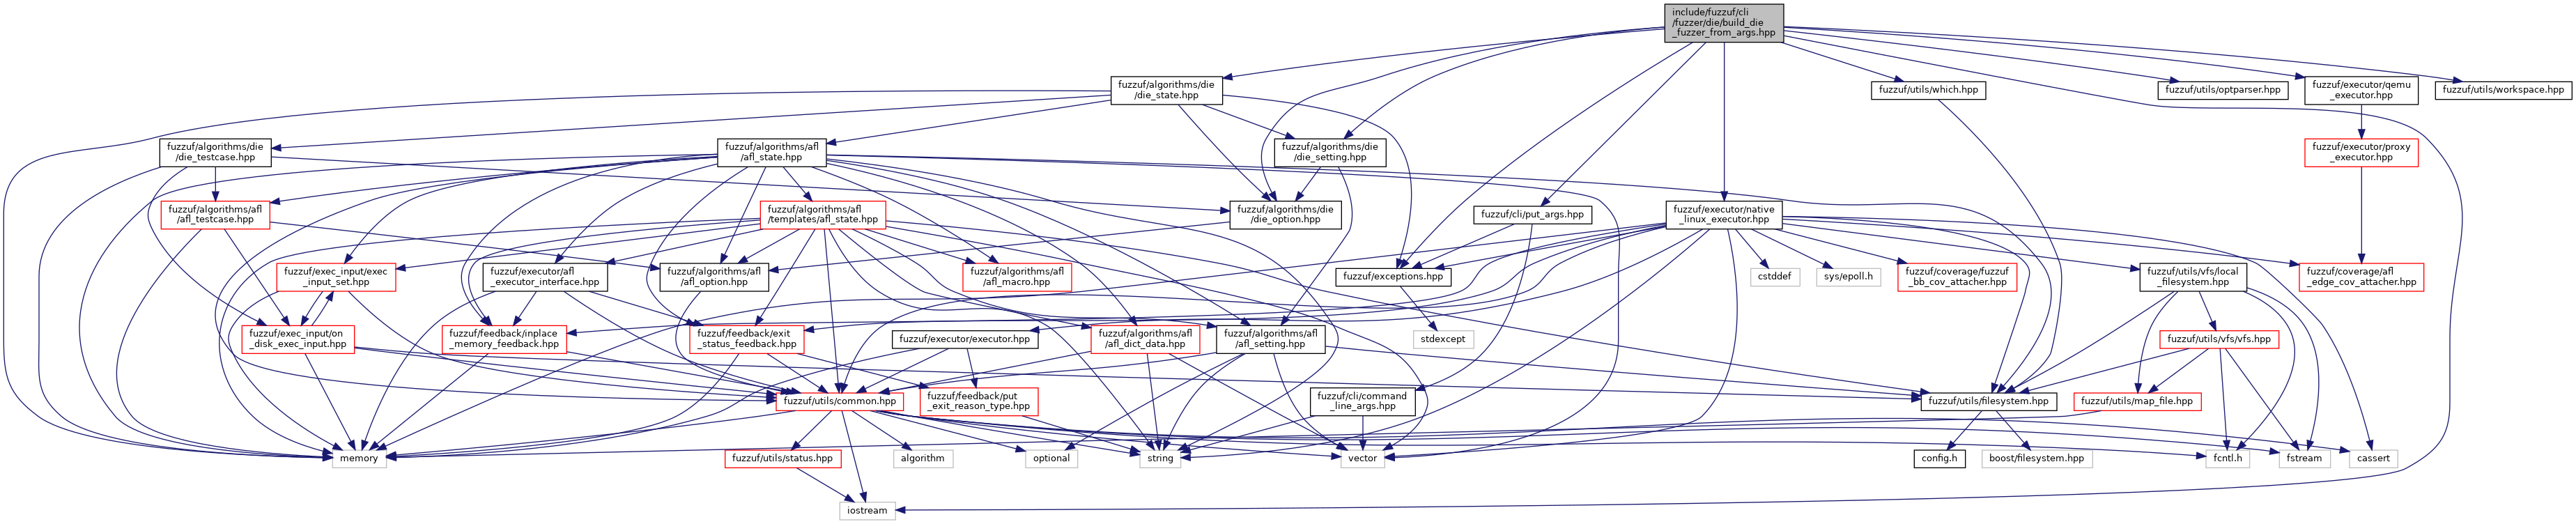 include/fuzzuf/cli
/fuzzer/die/build_die
_fuzzer_from_args.hpp
fuzzuf/algorithms/die
/die_state.hpp
fuzzuf/utils/which.hpp
fuzzuf/utils/optparser.hpp
fuzzuf/executor/qemu
_executor.hpp
fuzzuf/utils/workspace.hpp
fuzzuf/algorithms/die
/die_testcase.hpp
fuzzuf/algorithms/afl
/afl_state.hpp
fuzzuf/algorithms/die
/die_setting.hpp
fuzzuf/executor/proxy
_executor.hpp
fuzzuf/algorithms/afl
/afl_testcase.hpp
fuzzuf/algorithms/afl
/templates/afl_state.hpp
fuzzuf/algorithms/die
/die_option.hpp
fuzzuf/cli/put_args.hpp
fuzzuf/executor/native
_linux_executor.hpp
fuzzuf/exec_input/exec
_input_set.hpp
fuzzuf/executor/afl
_executor_interface.hpp
fuzzuf/algorithms/afl
/afl_option.hpp
fuzzuf/algorithms/afl
/afl_macro.hpp
fuzzuf/exceptions.hpp
cstddef
sys/epoll.h
fuzzuf/coverage/fuzzuf
_bb_cov_attacher.hpp
fuzzuf/utils/vfs/local
_filesystem.hpp
fuzzuf/coverage/afl
_edge_cov_attacher.hpp
fuzzuf/exec_input/on
_disk_exec_input.hpp
fuzzuf/feedback/inplace
_memory_feedback.hpp
fuzzuf/feedback/exit
_status_feedback.hpp
fuzzuf/executor/executor.hpp
fuzzuf/algorithms/afl
/afl_dict_data.hpp
fuzzuf/algorithms/afl
/afl_setting.hpp
stdexcept
fuzzuf/utils/vfs/vfs.hpp
fuzzuf/utils/common.hpp
fuzzuf/feedback/put
_exit_reason_type.hpp
fuzzuf/cli/command
_line_args.hpp
fuzzuf/utils/filesystem.hpp
fuzzuf/utils/map_file.hpp
memory
fuzzuf/utils/status.hpp
algorithm
optional
string
vector
config.h
boost/filesystem.hpp
fcntl.h
fstream
cassert
iostream